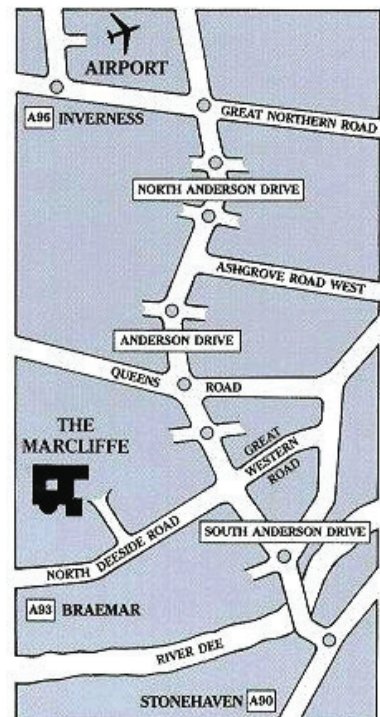 AIRPORT
A96 INVERNESS
GREAT NORTHERN ROAD
NORTH ANDERSON DRIVE
ASHGROVE ROAD WEST
ANDERSON DRIVE
QUEENS ROAD
THE
MARCLIFFE
GREAT
WESTERN
ROAD
SOUTH ANDERSON DRIVE
NORTH DEESIDE ROAD
A93 BRAEMAR
RIVER DEE
STONEHAVEN A90